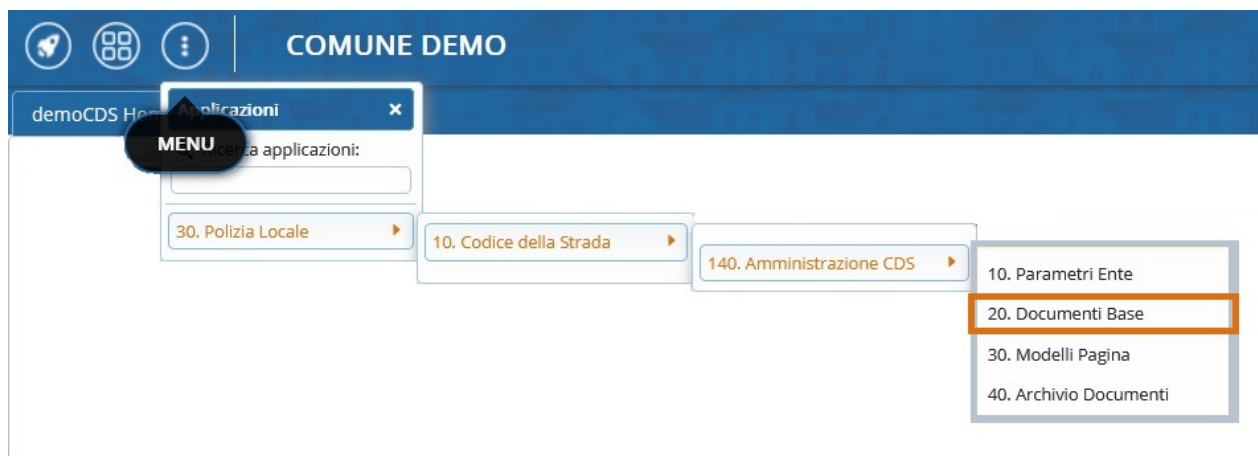 COMUNE DEMO
demoCDS Hom
Applicazioni ×
MENU
Ricerca applicazioni:
30. Polizia Locale
10. Codice della Strada
140. Amministrazione CDS
10. Parametri Ente
20. Documenti Base
30. Modelli Pagina
40. Archivio Documenti